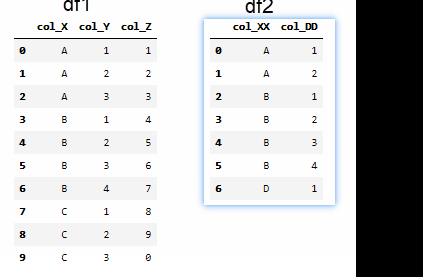 df1 df2
col_X col_Y col_Z col_XX col_DD
0 A 1 1 0 A 1
1 A 2 2 1 A 2
2 A 3 3 2 B 1
3 B 1 4 3 B 2
4 B 2 5 4 B 3
5 B 3 6 5 B 4
6 B 4 7 6 D 1
7 C 1 8
8 C 2 9
9 C 3 0